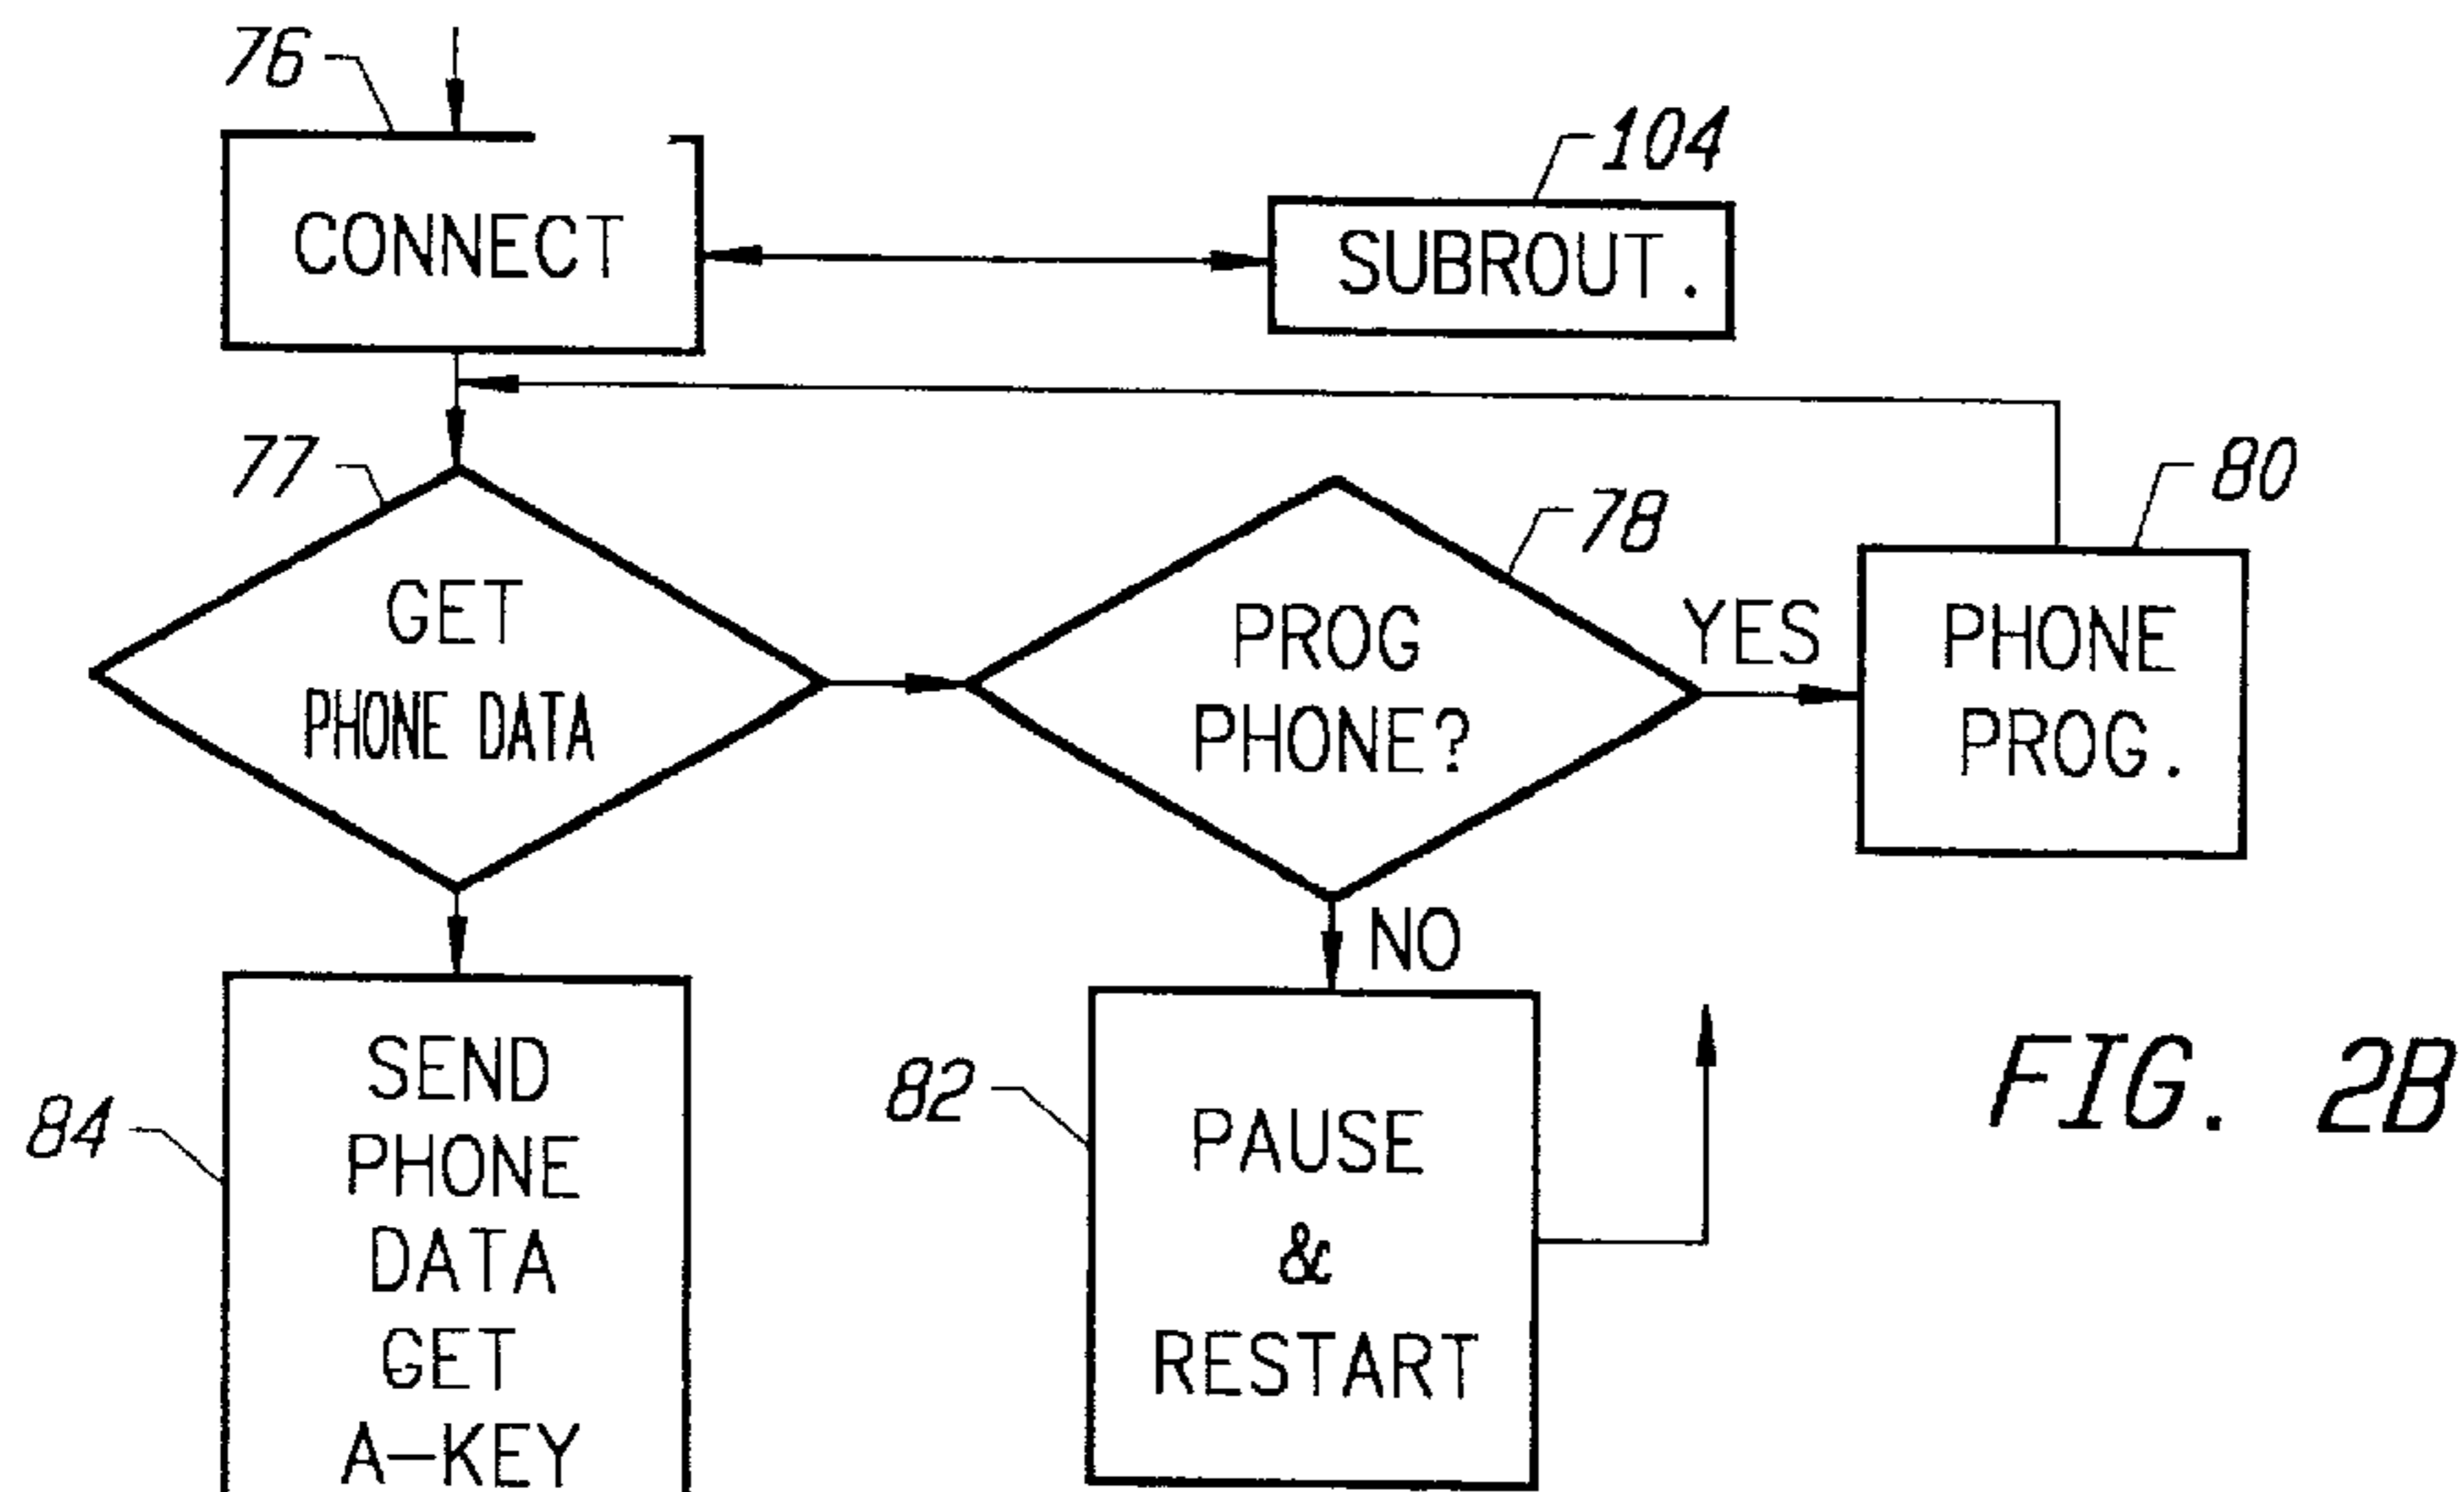 76
104
CONNECT
SUBROUT.
77
78
80
GET
PHONE DATA
PROG
PHONE?
YES
PHONE
PROG.
NO
84
SEND
PHONE
DATA
GET
A-KEY
82
PAUSE
&
RESTART
FIG. 2B